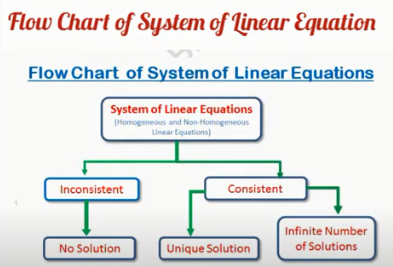 Flow Chart of System of Linear Equation
Flow Chart of System of Linear Equations
System of Linear Equations
(Homogeneous and Non-Homogeneous
Linear Equations)
Inconsistent
Consistent
No Solution
Unique Solution
Infinite Number
of Solutions